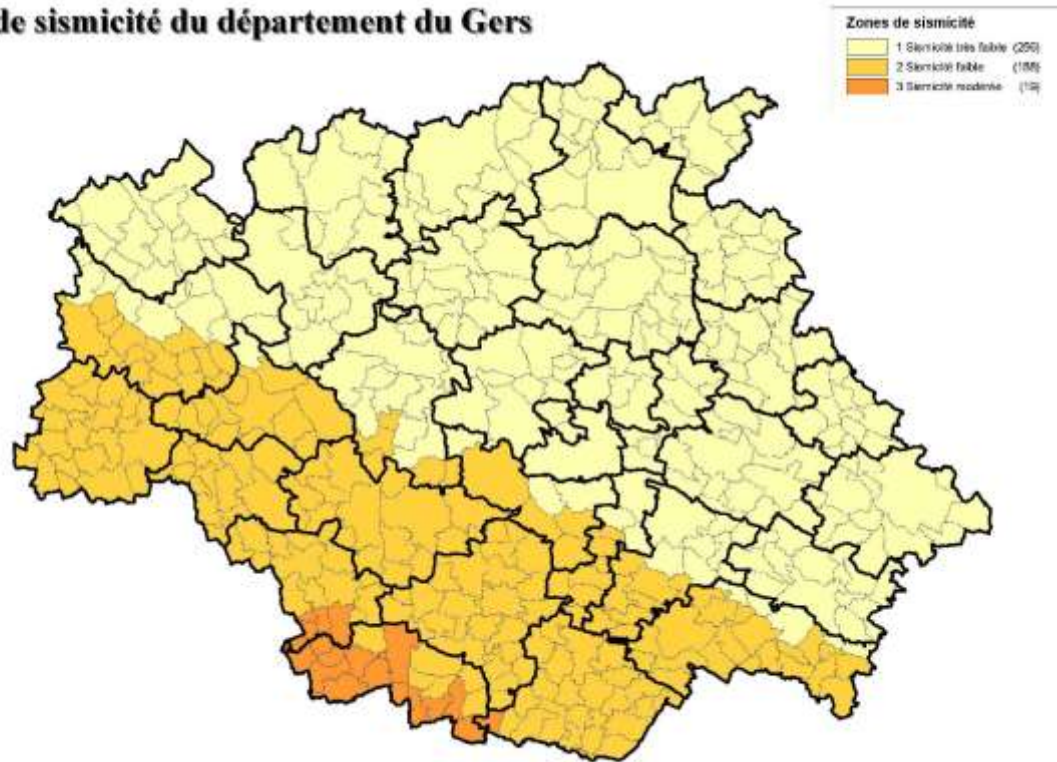 de sismicité du département du Gers
Zones de sismicité
1 Sismicité très faible (256)
2 Sismicité faible (188)
3 Sismicité modérée (19)